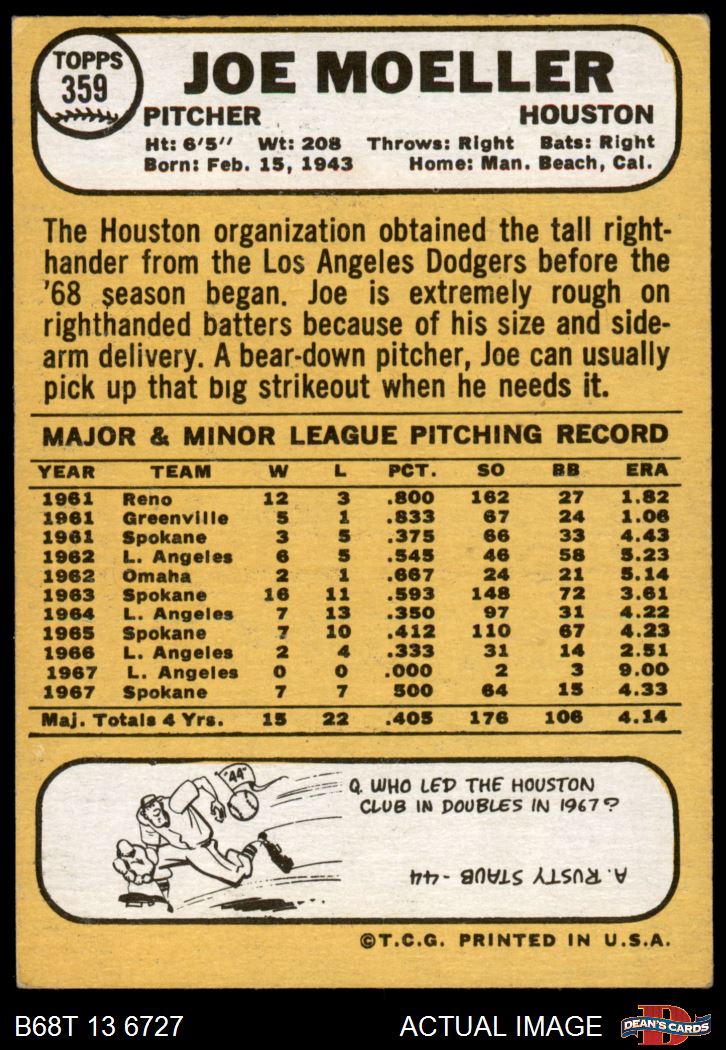 TOPPS
359
JOE MOELLER
PITCHER HOUSTON
Ht: 6'5'' Wt: 208 Throws: Right Bats: Right
Born: Feb. 15, 1943 Home: Man. Beach, Cal.
The Houston organization obtained the tall right-
hander from the Los Angeles Dodgers before the
'68 season began. Joe is extremely rough on
righthanded batters because of his size and side-
arm delivery. A bear-down pitcher, Joe can usually
pick up that big strikeout when he needs it.
MAJOR & MINOR LEAGUE PITCHING RECORD
YEAR TEAM W L PCT. SO BB ERA
1961 Reno 12 3 .800 162 27 1.82
1961 Greenville 5 1 .833 67 24 1.06
1961 Spokane 3 5 .375 66 33 4.43
1962 L. Angeles 6 5 .545 46 58 5.23
1962 Omaha 2 1 .667 24 21 5.14
1963 Spokane 16 11 .593 148 72 3.61
1964 L. Angeles 7 13 .350 97 31 4.22
1965 Spokane 7 10 .412 110 67 4.23
1966 L. Angeles 2 4 .333 31 14 2.51
1967 L. Angeles 0 0 .000 2 3 9.00
1967 Spokane 7 7 500 64 15 4.33
Maj. Totals 4 Yrs. 15 22 .405 176 106 4.14
"44"
Q. WHO LED THE HOUSTON
CLUB IN DOUBLES IN 1967?
A. RUSTY STAUB - 44
©T.C.G. PRINTED IN U.S.A.
B68T 13 6727 ACTUAL IMAGE
D
DEAN'S CARDS